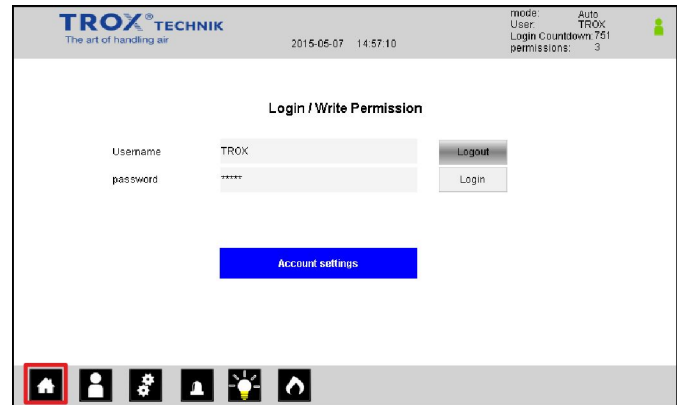 TROX® TECHNIK
The art of handling air
2015-05-07 14:57:10
mode: Auto
User: TROX
Login Countdown: 751
permissions: 3
Login / Write Permission
Username TROX Logout
password ***** Login
Account settings